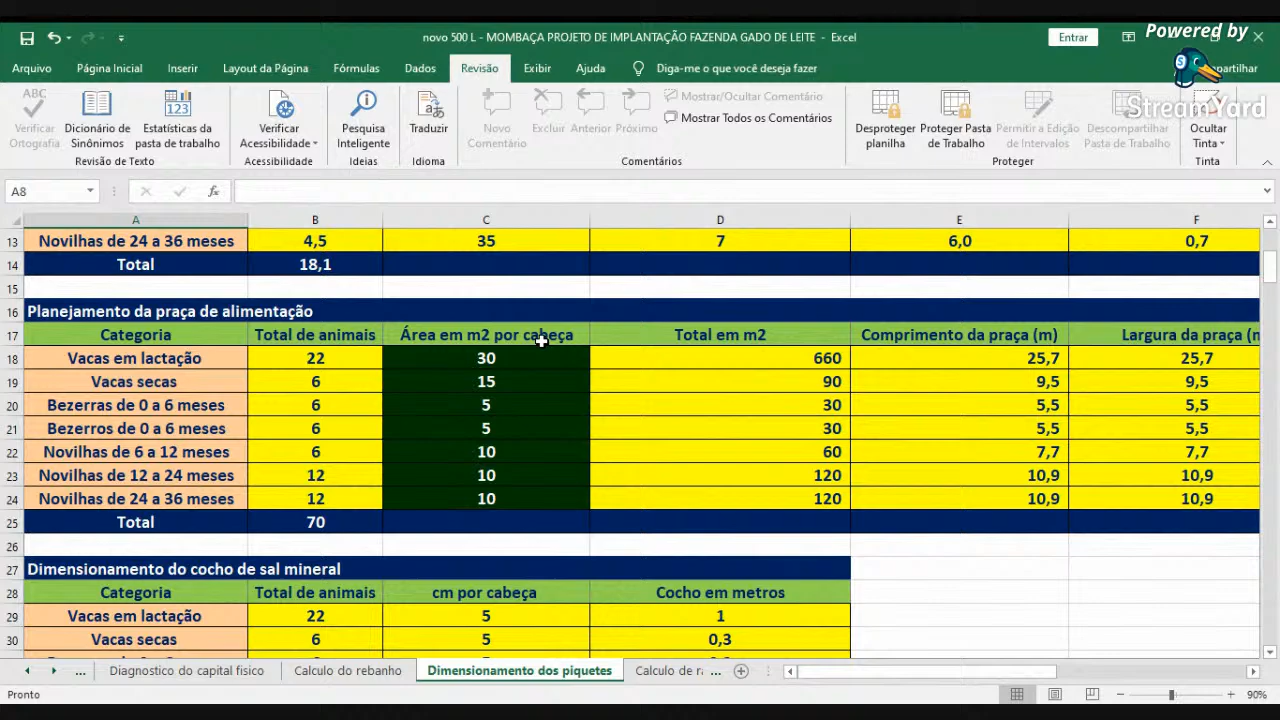 Powered by
StreamYard
novo 500 L - MOMBAÇA PROJETO DE IMPLANTAÇÃO FAZENDA GADO DE LEITE - Excel
Entrar
Arquivo Página Inicial Inserir Layout da Página Fórmulas Dados Revisão Exibir Ajuda Diga-me o que você deseja fazer
Verificar Ortografia
Dicionário de Sinônimos
Estatísticas da pasta de trabalho
Revisão de Texto
Verificar Acessibilidade
Acessibilidade
Pesquisa Inteligente
Ideias
Traduzir
Idioma
Novo Comentário
Excluir
Anterior
Próximo
Mostrar/Ocultar Comentário
Mostrar Todos os Comentários
Comentários
Desproteger planilha
Proteger Pasta de Trabalho
Permitir a Edição de Intervalos
Descompartilhar Pasta de Trabalho
Proteger
Ocultar Tinta
Tinta
A8 fx
A B C D E F
13 Novilhas de 24 a 36 meses 4,5 35 7 6,0 0,7
14 Total 18,1
15
16 Planejamento da praça de alimentação
17 Categoria Total de animais Área em m2 por cabeça Total em m2 Comprimento da praça (m) Largura da praça (m
18 Vacas em lactação 22 30 660 25,7 25,7
19 Vacas secas 6 15 90 9,5 9,5
20 Bezerras de 0 a 6 meses 6 5 30 5,5 5,5
21 Bezerros de 0 a 6 meses 6 5 30 5,5 5,5
22 Novilhas de 6 a 12 meses 6 10 60 7,7 7,7
23 Novilhas de 12 a 24 meses 12 10 120 10,9 10,9
24 Novilhas de 24 a 36 meses 12 10 120 10,9 10,9
25 Total 70
26
27 Dimensionamento do cocho de sal mineral
28 Categoria Total de animais cm por cabeça Cocho em metros
29 Vacas em lactação 22 5 1
30 Vacas secas 6 5 0,3
... Diagnostico do capital fisico Calculo do rebanho Dimensionamento dos piquetes Calculo de ra ...
Pronto 90%